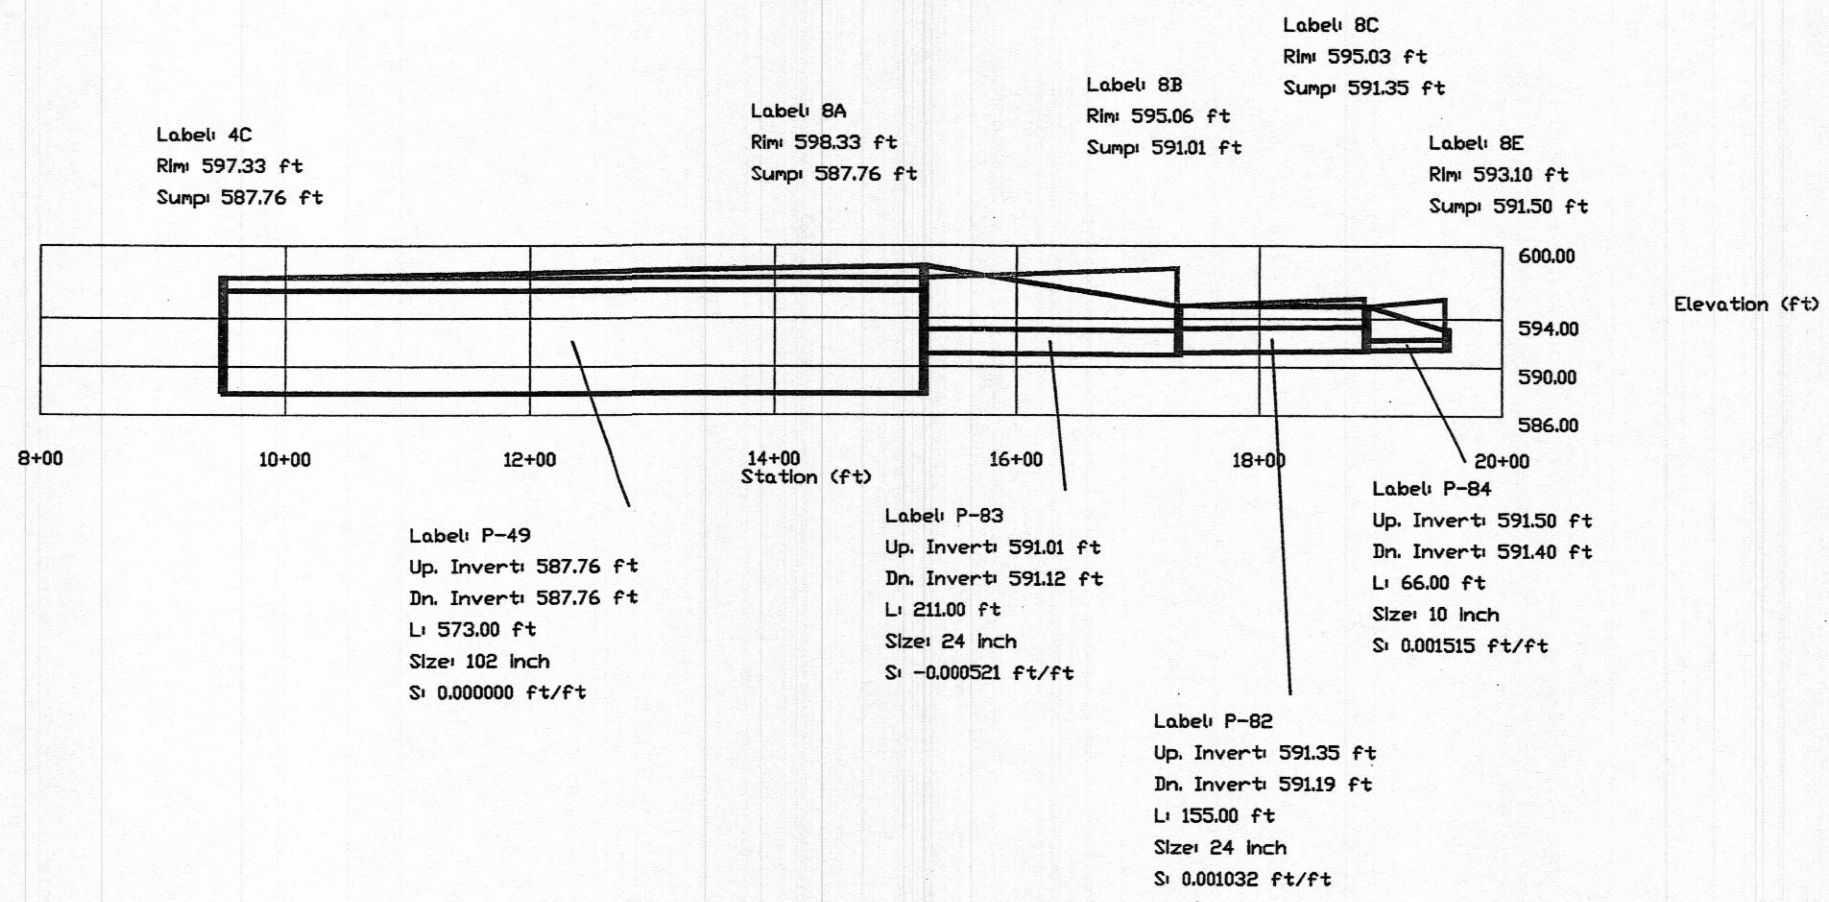 Label: 8C
Rim: 595.03 ft
Sump: 591.35 ft
Label: 8B
Rim: 595.06 ft
Sump: 591.01 ft
Label: 8A
Rim: 598.33 ft
Sump: 587.76 ft
Label: 4C
Rim: 597.33 ft
Sump: 587.76 ft
Label: 8E
Rim: 593.10 ft
Sump: 591.50 ft
600.00
Elevation (ft)
594.00
590.00
586.00
8+00 10+00 12+00 14+00 16+00 18+00 20+00
Station (ft)
Label: P-49
Up. Invert: 587.76 ft
Dn. Invert: 587.76 ft
L: 573.00 ft
Size: 102 inch
S: 0.000000 ft/ft
Label: P-83
Up. Invert: 591.01 ft
Dn. Invert: 591.12 ft
L: 211.00 ft
Size: 24 inch
S: -0.000521 ft/ft
Label: P-84
Up. Invert: 591.50 ft
Dn. Invert: 591.40 ft
L: 66.00 ft
Size: 10 inch
S: 0.001515 ft/ft
Label: P-82
Up. Invert: 591.35 ft
Dn. Invert: 591.19 ft
L: 155.00 ft
Size: 24 inch
S: 0.001032 ft/ft